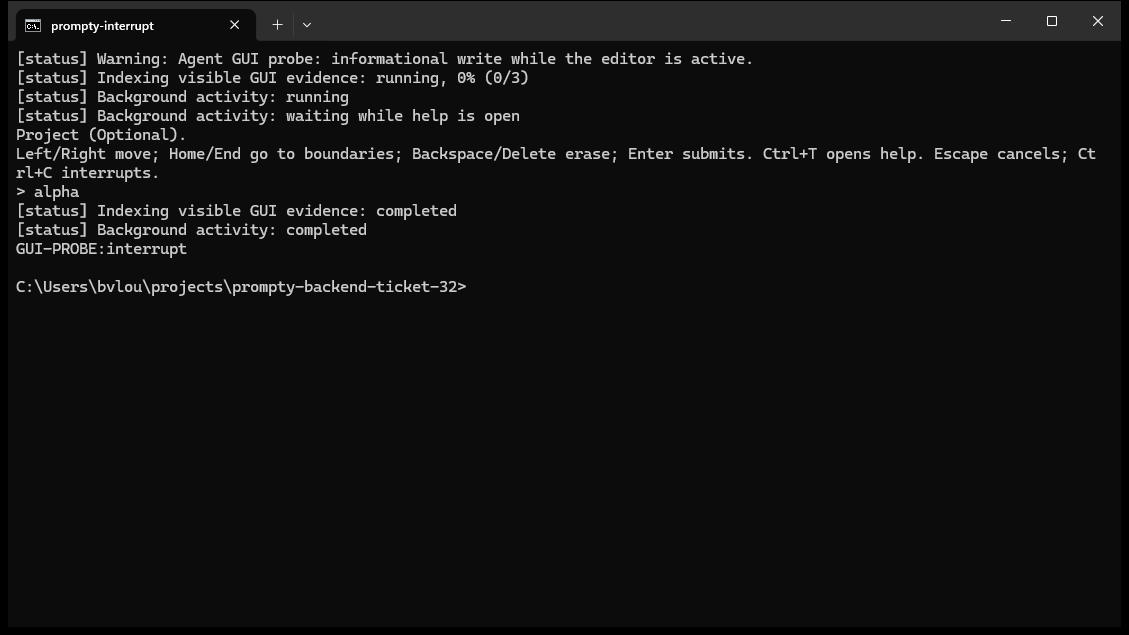 prompty-interrupt
[status] Warning: Agent GUI probe: informational write while the editor is active.
[status] Indexing visible GUI evidence: running, 0% (0/3)
[status] Background activity: running
[status] Background activity: waiting while help is open
Project (Optional).
Left/Right move; Home/End go to boundaries; Backspace/Delete erase; Enter submits. Ctrl+T opens help. Escape cancels; Ct
rl+C interrupts.
> alpha
[status] Indexing visible GUI evidence: completed
[status] Background activity: completed
GUI-PROBE:interrupt
C:\Users\bvlou\projects\prompty-backend-ticket-32>